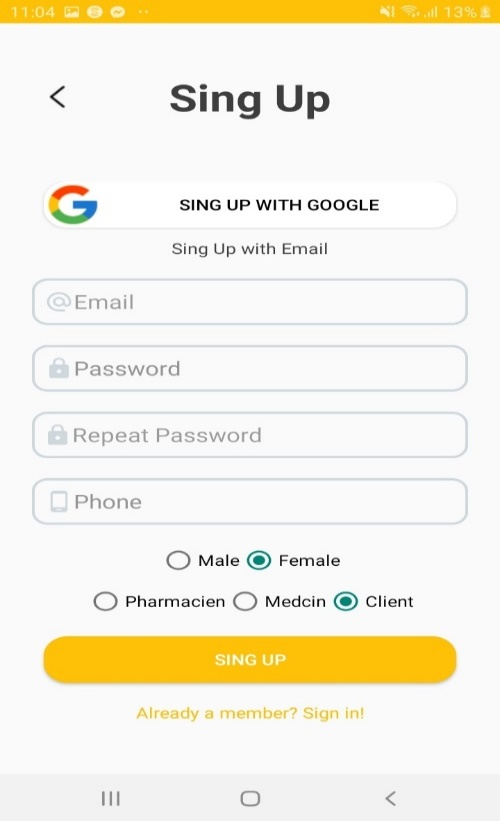 11:04 13%
Sing Up
SING UP WITH GOOGLE
Sing Up with Email
@Email
Password
Repeat Password
Phone
Male Female
Pharmacien Medcin Client
SING UP
Already a member? Sign in!